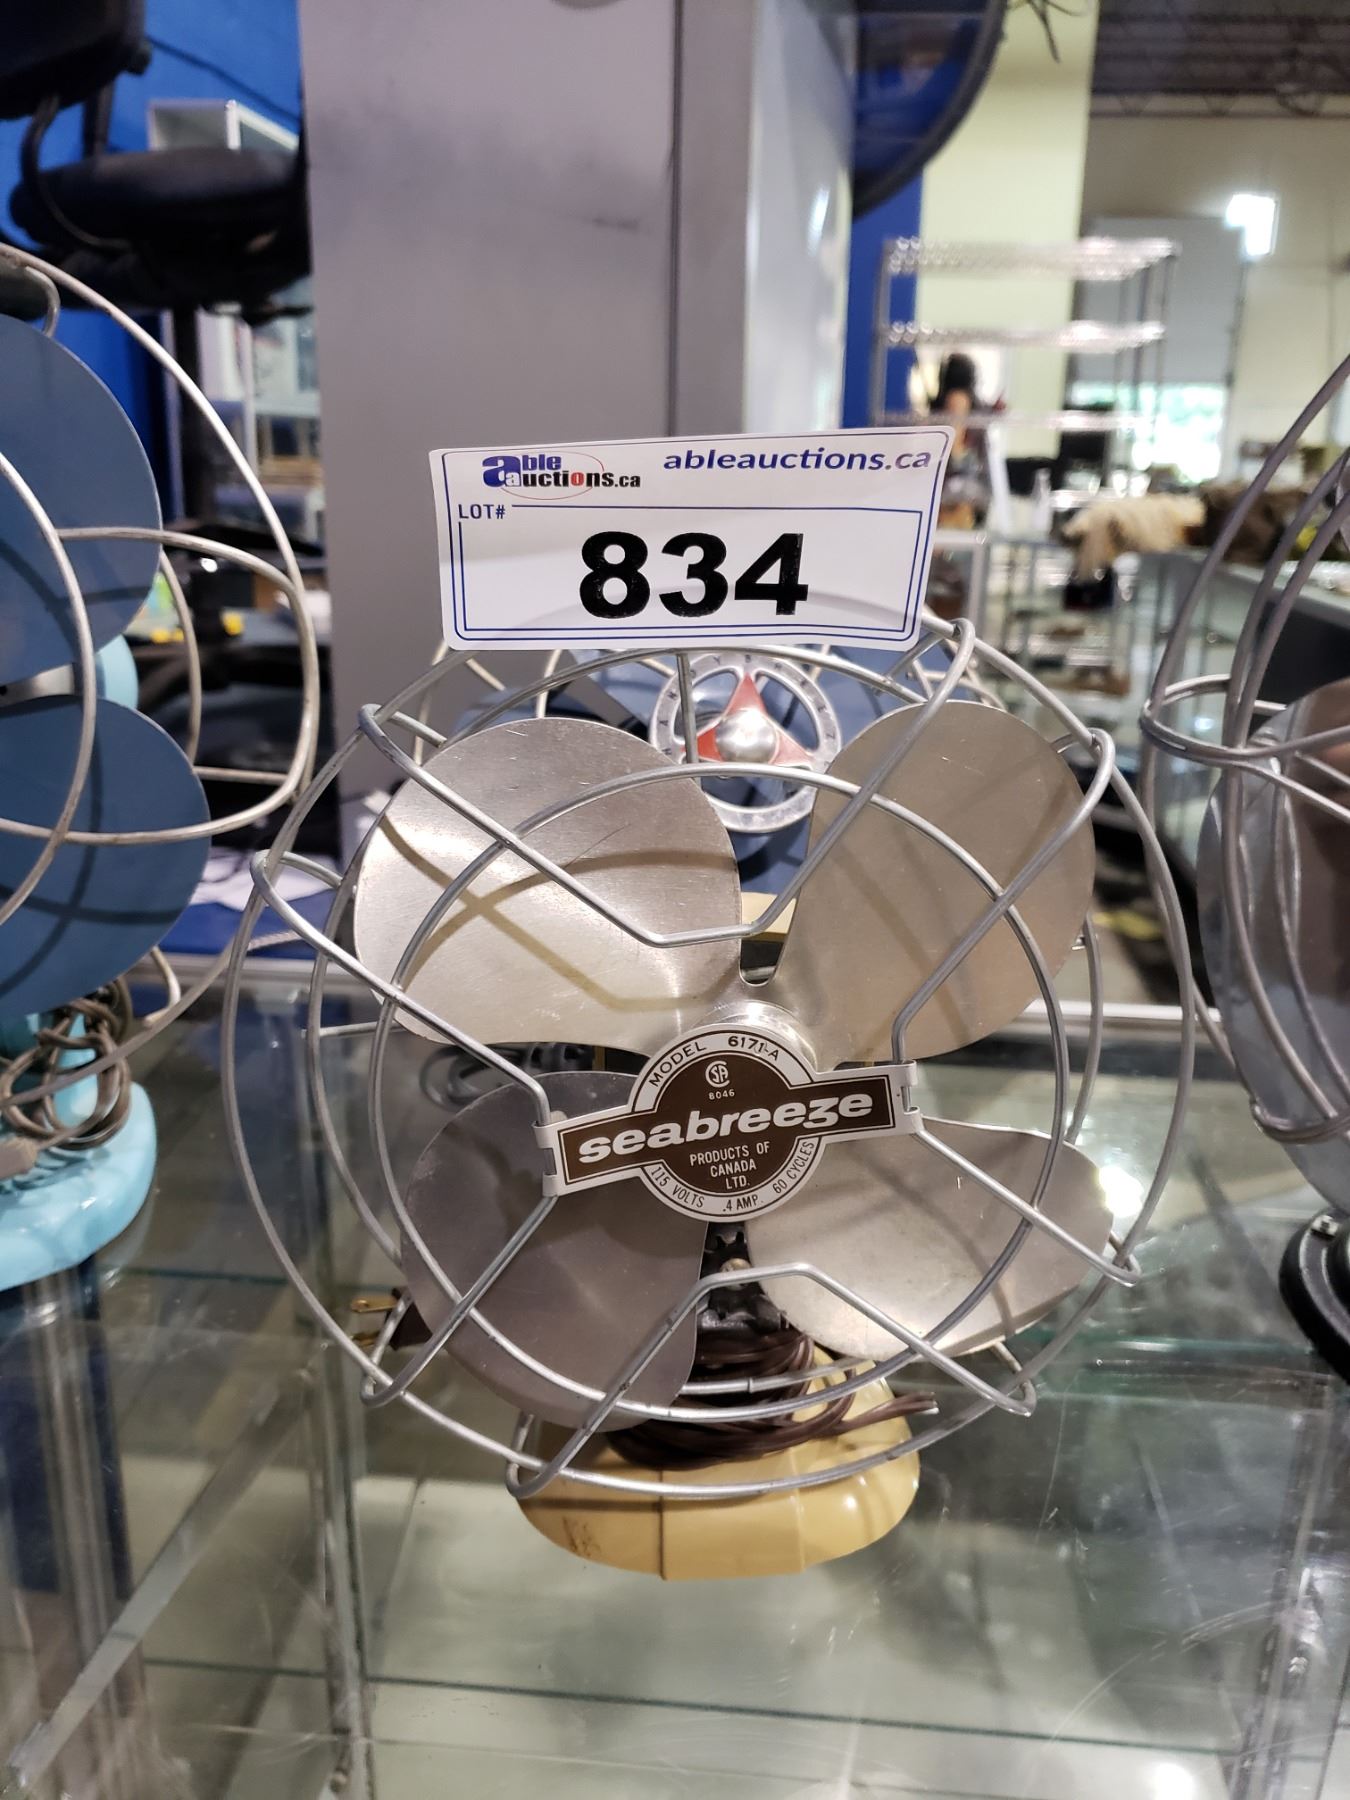 able auctions.ca
ableauctions.ca
LOT#
834
MODEL 6171-A
SA
8046
seabreeze
PRODUCTS OF
CANADA
LTD.
115 VOLTS .4 AMP. 60 CYCLES